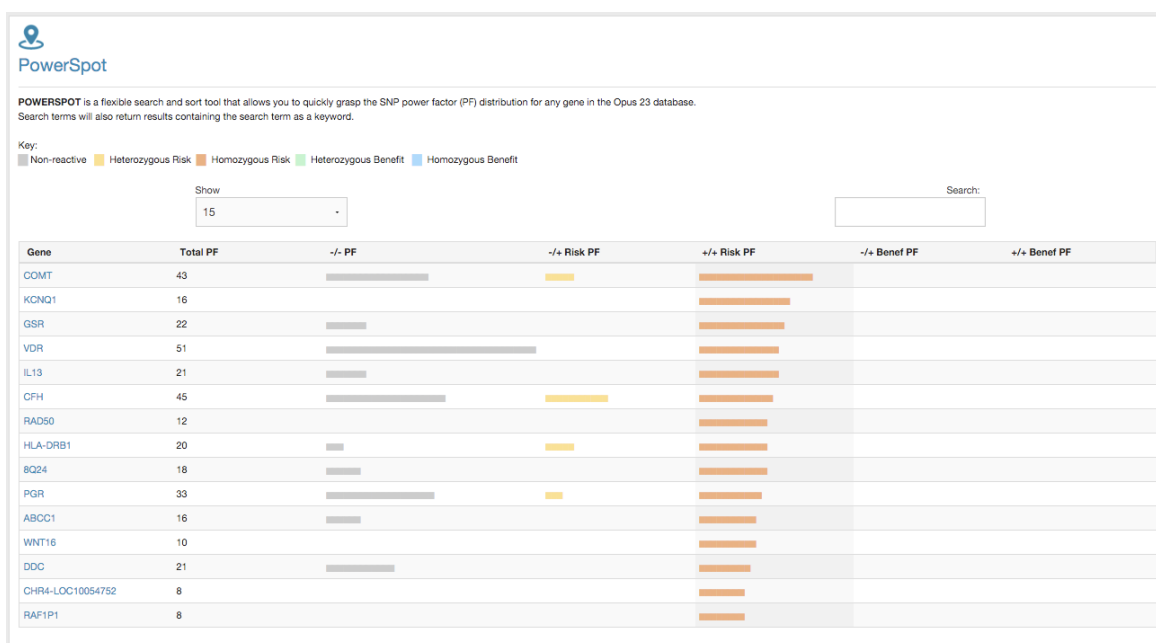 PowerSpot
POWERSPOT is a flexible search and sort tool that allows you to quickly grasp the SNP power factor (PF) distribution for any gene in the Opus 23 database.
Search terms will also return results containing the search term as a keyword.
Key:
Non-reactive Heterozygous Risk Homozygous Risk Heterozygous Benefit Homozygous Benefit
Show Search:
15
Gene Total PF -/- PF -/+ Risk PF +/+ Risk PF -/+ Benef PF +/+ Benef PF
COMT 43
KCNQ1 16
GSR 22
VDR 51
IL13 21
CFH 45
RAD50 12
HLA-DRB1 20
8Q24 18
PGR 33
ABCC1 16
WNT16 10
DDC 21
CHR4-LOC10054752 8
RAF1P1 8